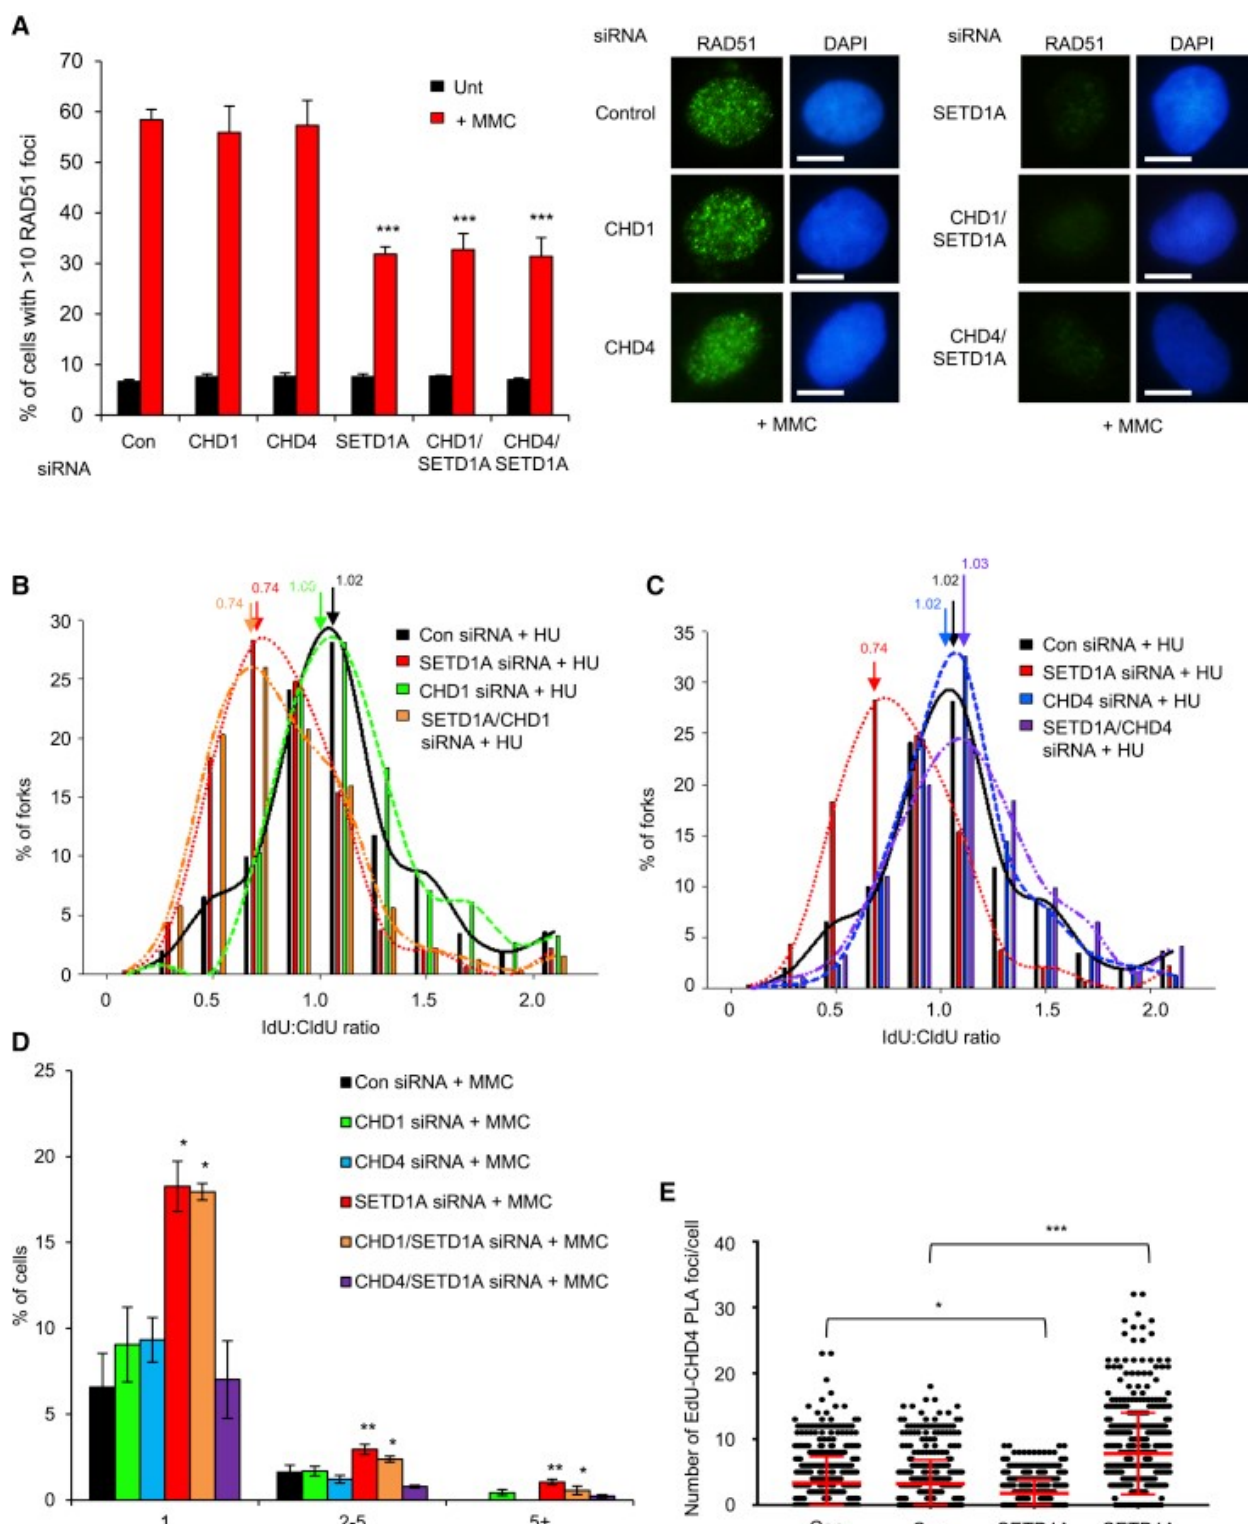 A
% of cells with >10 RAD51 foci
70
60
50
40
30
20
10
0
Unt
+ MMC
***
***
***
Con
CHD1
CHD4
SETD1A
CHD1/
SETD1A
CHD4/
SETD1A
siRNA
siRNA
RAD51
DAPI
Control
CHD1
CHD4
+ MMC
siRNA
RAD51
DAPI
SETD1A
CHD1/
SETD1A
CHD4/
SETD1A
+ MMC
B
0.74
0.74
1.02
% of forks
30
25
20
15
10
5
0
Con siRNA + HU
SETD1A siRNA + HU
CHD1 siRNA + HU
SETD1A/CHD1
siRNA + HU
0
0.5
1.0
1.5
2.0
IdU:CldU ratio
C
0.74
1.02
1.02
1.03
% of forks
35
30
25
20
15
10
5
0
Con siRNA + HU
SETD1A siRNA + HU
CHD4 siRNA + HU
SETD1A/CHD4
siRNA + HU
0
0.5
1.0
1.5
2.0
IdU:CldU ratio
D
% of cells
25
20
15
10
5
0
Con siRNA + MMC
CHD1 siRNA + MMC
CHD4 siRNA + MMC
SETD1A siRNA + MMC
CHD1/SETD1A siRNA + MMC
CHD4/SETD1A siRNA + MMC
*
*
**
*
**
*
1
2-5
5+
E
Number of EdU-CHD4 PLA foci/cell
40
30
20
10
0
***
*
Con
Con
SETD1A
SETD1A